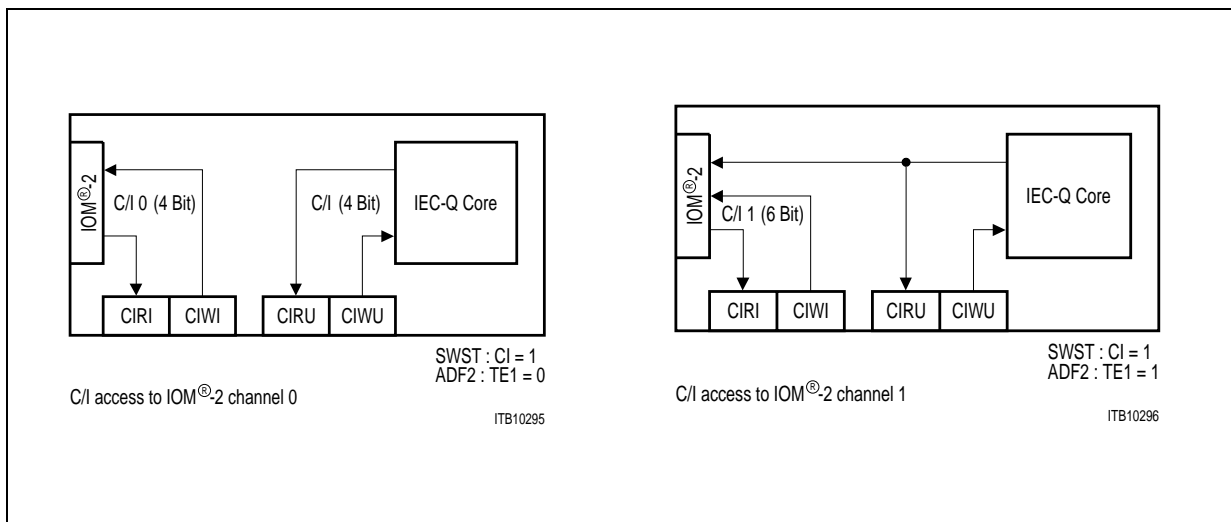 IOM®-2
C/I 0 (4 Bit)
C/I (4 Bit)
IEC-Q Core
CIRI
CIWI
CIRU
CIWU
SWST : CI = 1
ADF2 : TE1 = 0
C/I access to IOM®-2 channel 0
ITB10295
IOM®-2
C/I 1 (6 Bit)
IEC-Q Core
CIRI
CIWI
CIRU
CIWU
SWST : CI = 1
ADF2 : TE1 = 1
C/I access to IOM®-2 channel 1
ITB10296